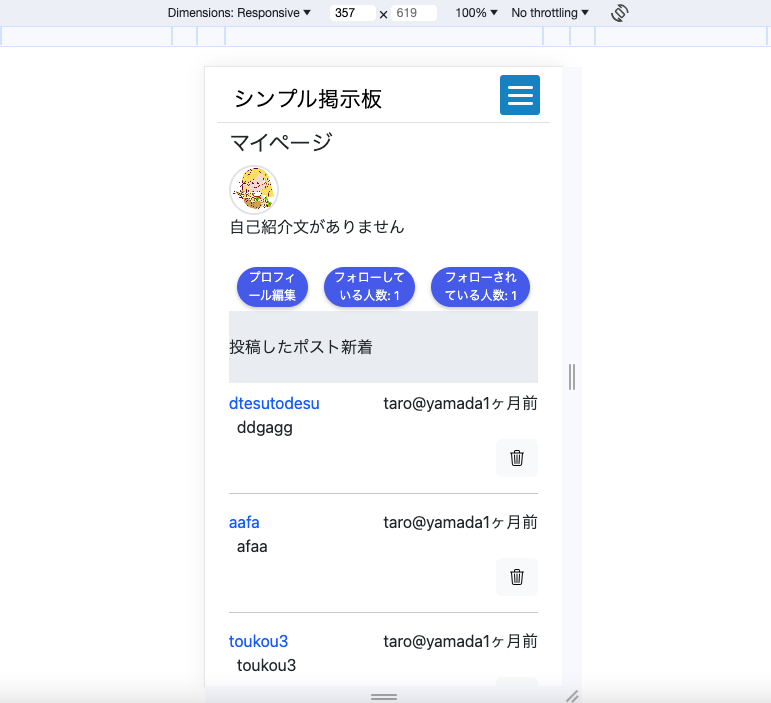 Dimensions: Responsive ▼ 357 × 619 100% ▼ No throttling ▼
シンプル掲示板
マイページ
自己紹介文がありません
プロフィール編集
フォローしている人数: 1
フォローされている人数: 1
投稿したポスト新着
dtesutodesu taro@yamada1ヶ月前
ddgagg
aafa taro@yamada1ヶ月前
afaa
toukou3 taro@yamada1ヶ月前
toukou3